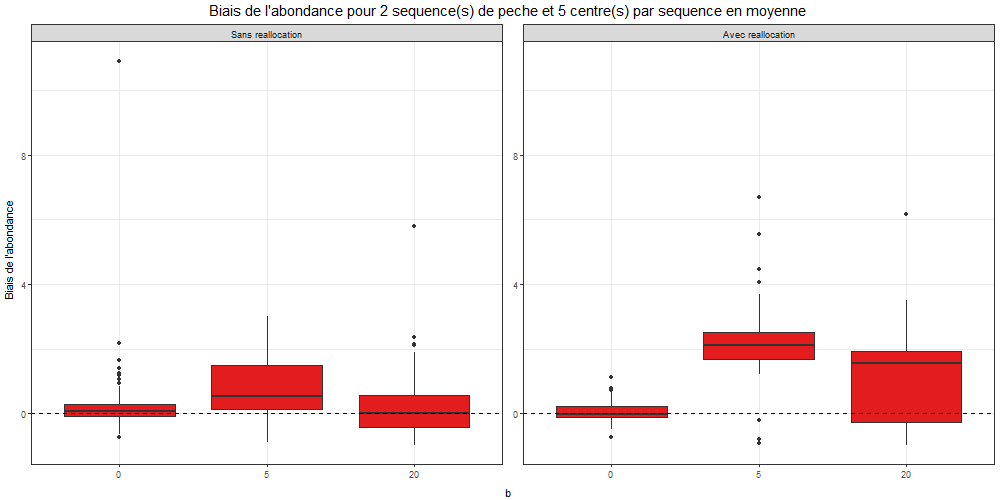 Biais de l'abondance pour 2 sequence(s) de peche et 5 centre(s) par sequence en moyenne
Sans reallocation
Avec reallocation
Biais de l'abondance
8
4
0
8
4
0
0
5
20
0
5
20
b